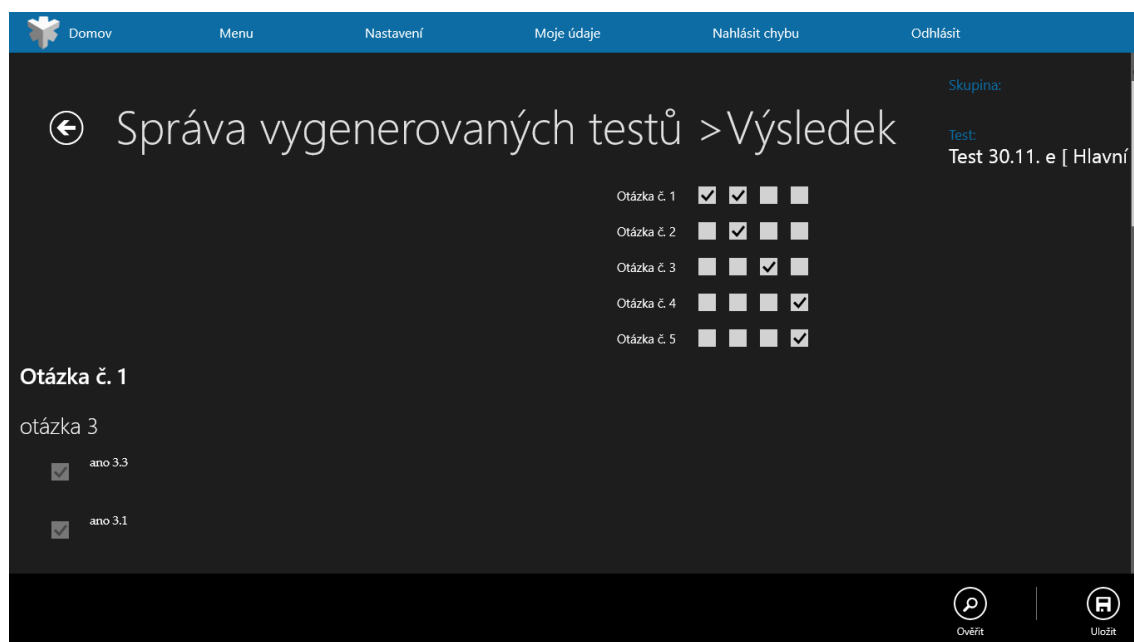 Domov Menu Nastavení Moje údaje Nahlásit chybu Odhlásit
Skupina:
Správa vygenerovaných testů >Výsledek
Test:
Test 30.11. e [ Hlavní
Otázka č. 1
Otázka č. 2
Otázka č. 3
Otázka č. 4
Otázka č. 5
Otázka č. 1
otázka 3
ano 3.3
ano 3.1
Ověřit Uložit